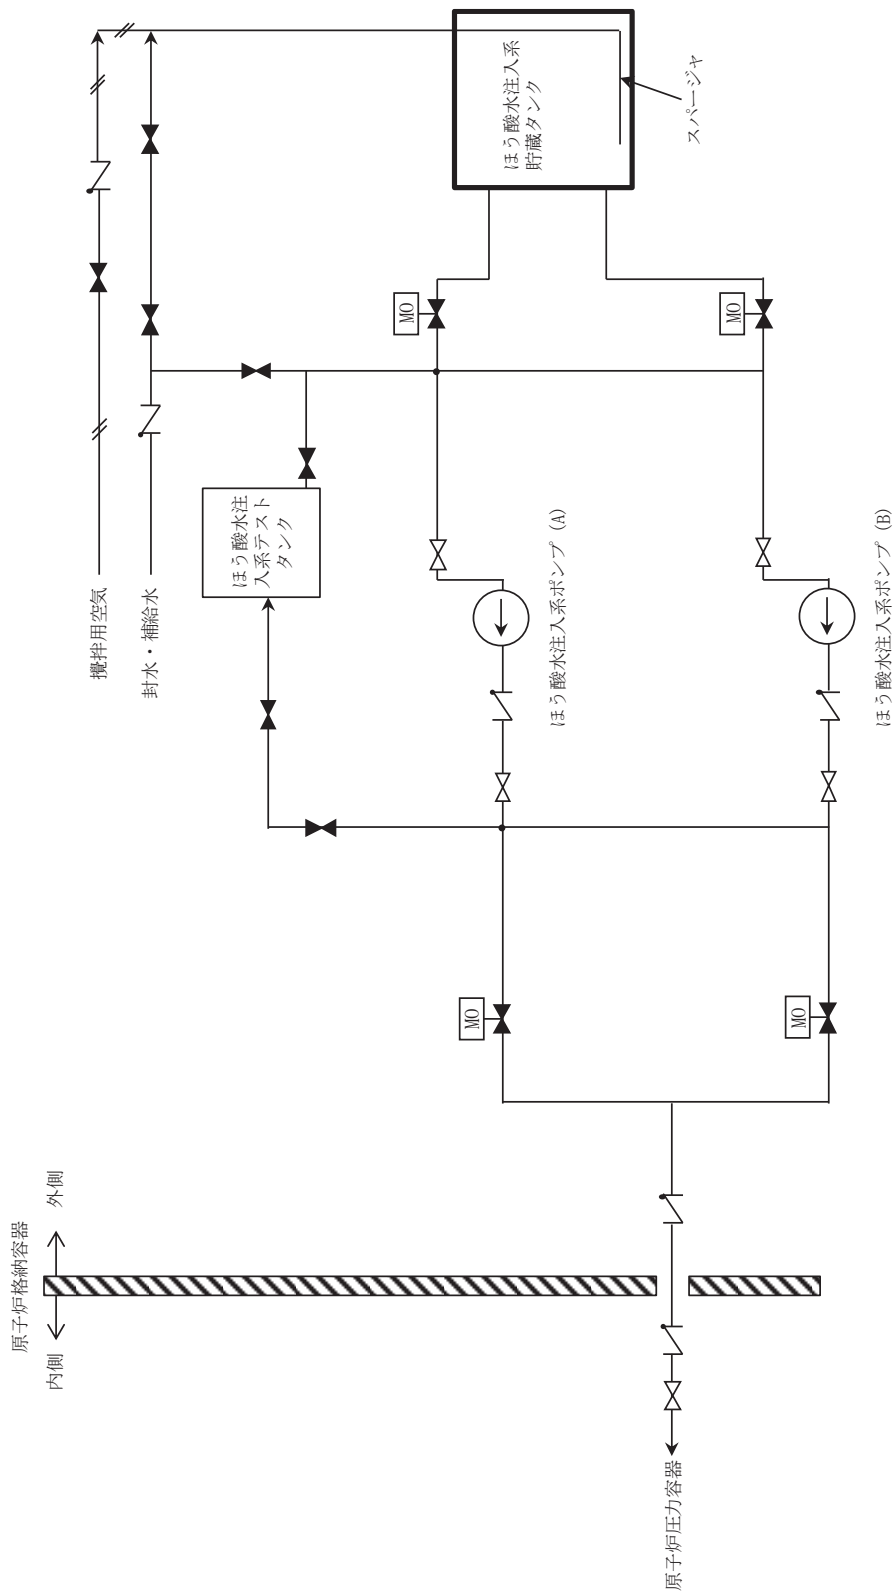 原子炉格納容器
内側
外側
攪拌用空気
封水・補給水
ほう酸水注
入系テスト
タンク
MO
MO
MO
MO
ほう酸水注入系
貯蔵タンク
スパージャ
ほう酸水注入系ポンプ (A)
ほう酸水注入系ポンプ (B)
原子炉圧力容器